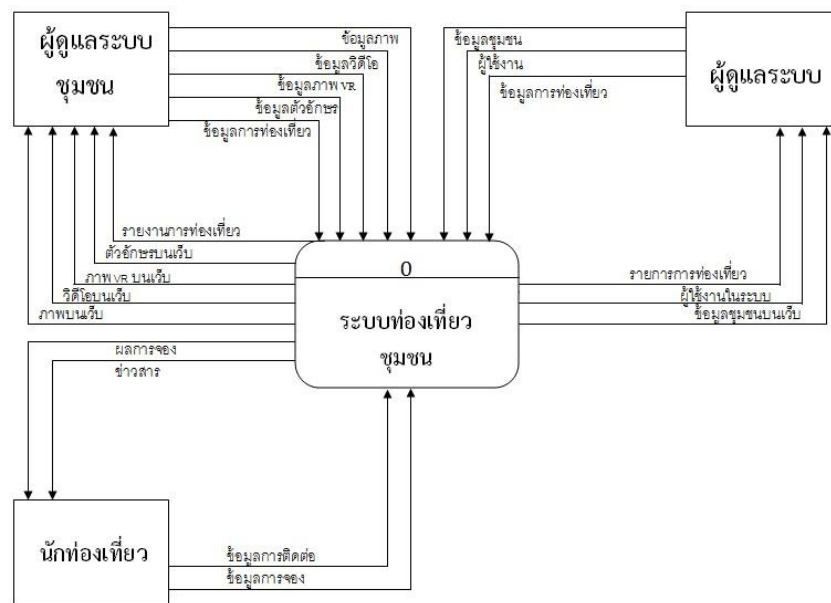 ผู้ดูแลระบบ
ชุมชน
ข้อมูลภาพ
ข้อมูลวิดีโอ
ข้อมูลภาพ VR
ข้อมูลตัวอักษร
ข้อมูลการท่องเที่ยว
ข้อมูลชุมชน
ผู้ใช้งาน
ข้อมูลการท่องเที่ยว
ผู้ดูแลระบบ
รายงานการท่องเที่ยว
ตัวอักษรบนเว็บ
ภาพ VR บนเว็บ
วิดีโอบนเว็บ
ภาพบนเว็บ
0
ระบบท่องเที่ยว
ชุมชน
รายการการท่องเที่ยว
ผู้ใช้งานในระบบ
ข้อมูลชุมชนบนเว็บ
ผลการจอง
ข่าวสาร
นักท่องเที่ยว
ข้อมูลการติดต่อ
ข้อมูลการจอง